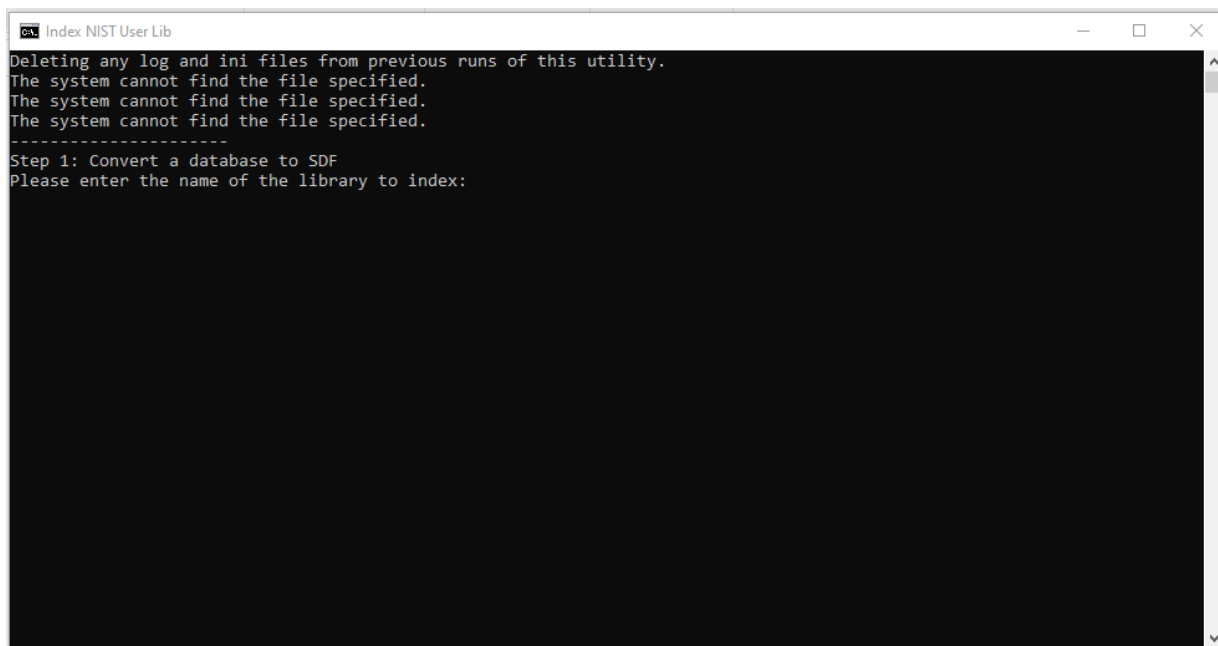 Index NIST User Lib
Deleting any log and ini files from previous runs of this utility.
The system cannot find the file specified.
The system cannot find the file specified.
The system cannot find the file specified.
----------------------
Step 1: Convert a database to SDF
Please enter the name of the library to index: